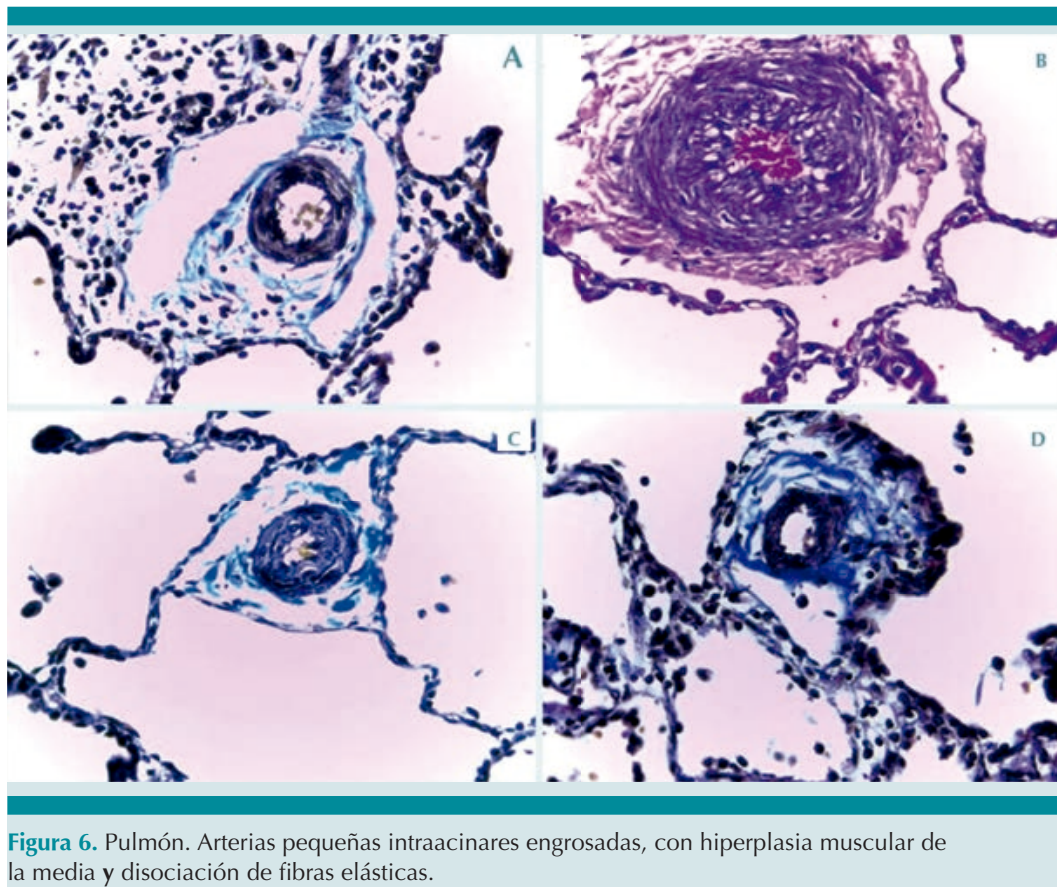 A
B
C
D
Figura 6. Pulmón. Arterias pequeñas intraacinares engrosadas, con hiperplasia muscular de
la media y disociación de fibras elásticas.